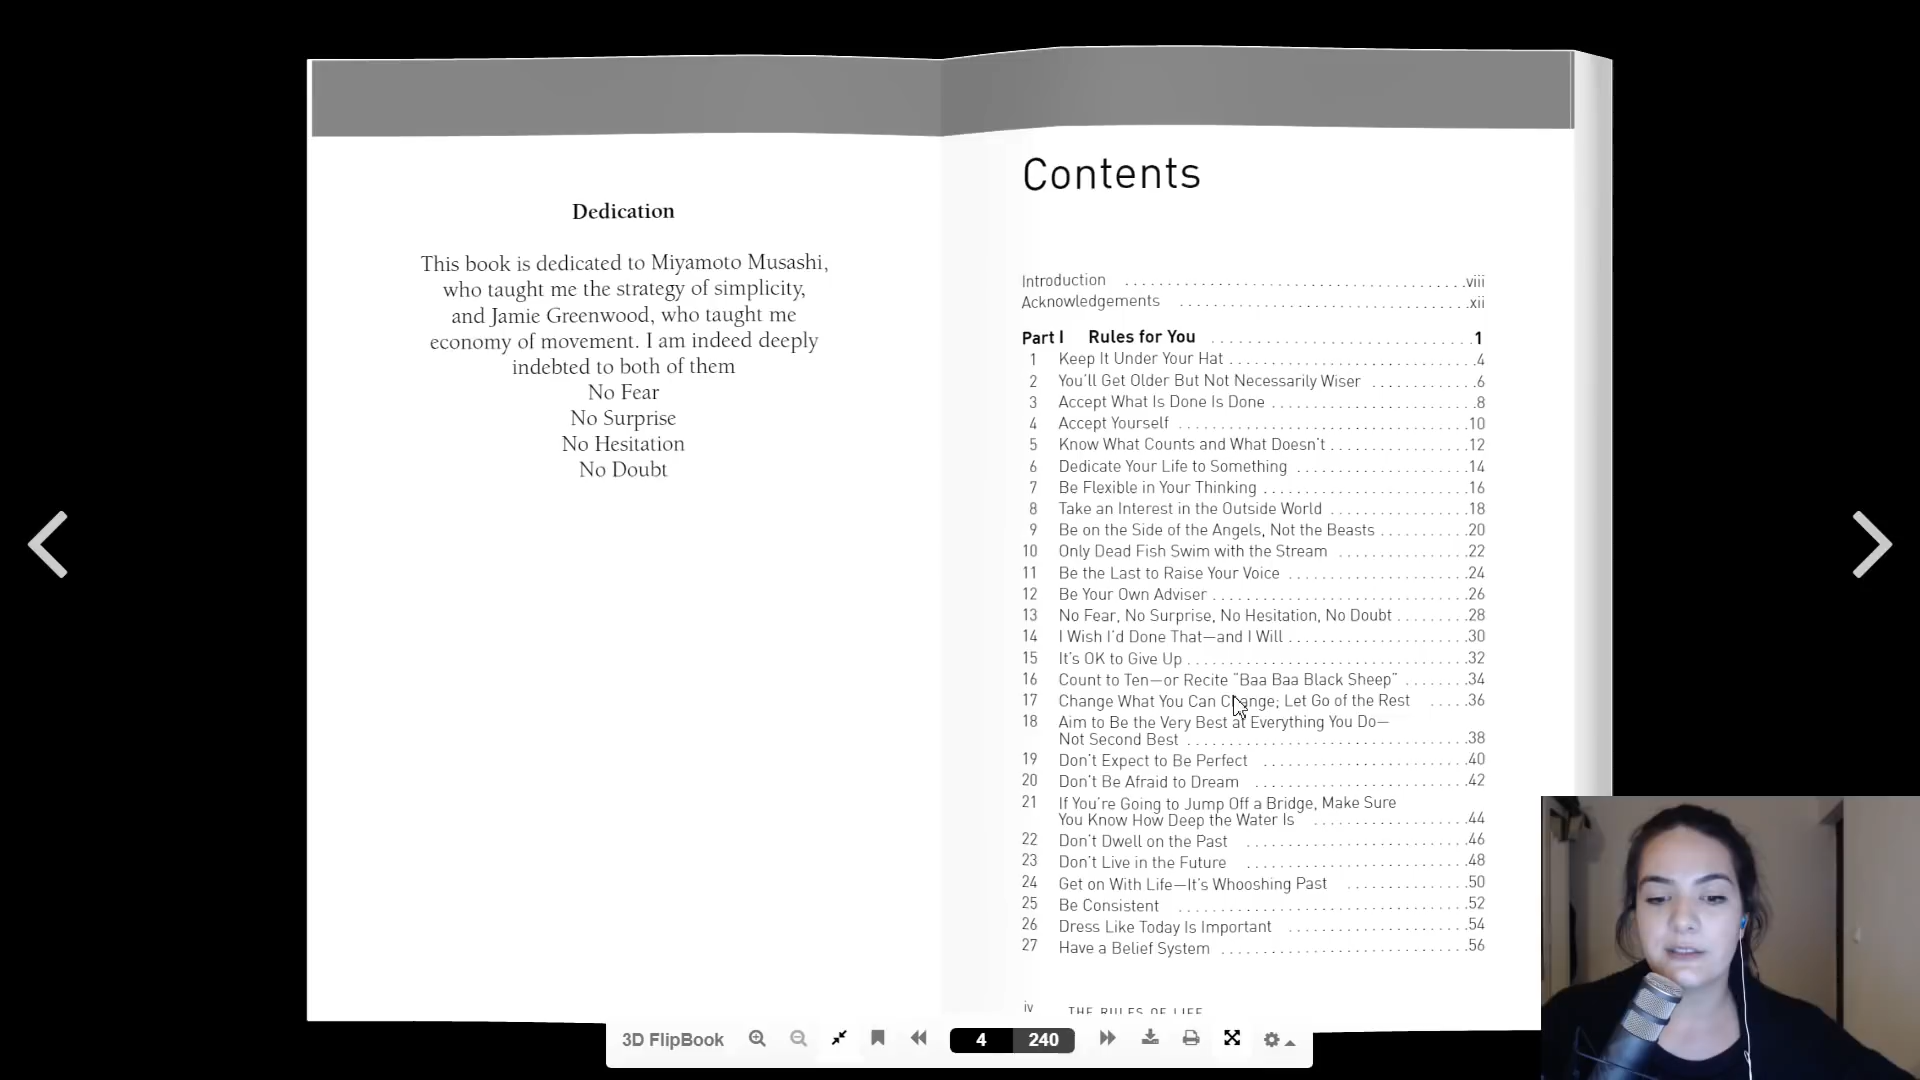 Dedication
This book is dedicated to Miyamoto Musashi,
who taught me the strategy of simplicity,
and Jamie Greenwood, who taught me
economy of movement. I am indeed deeply
indebted to both of them
No Fear
No Surprise
No Hesitation
No Doubt
Contents
Introduction ........................................viii
Acknowledgements ..................................xii
Part I Rules for You ...............................1
1 Keep It Under Your Hat ............................4
2 You'll Get Older But Not Necessarily Wiser ............6
3 Accept What Is Done Is Done ........................8
4 Accept Yourself ..................................10
5 Know What Counts and What Doesn't .................12
6 Dedicate Your Life to Something ....................14
7 Be Flexible in Your Thinking ........................16
8 Take an Interest in the Outside World ................18
9 Be on the Side of the Angels, Not the Beasts ..........20
10 Only Dead Fish Swim with the Stream ...............22
11 Be the Last to Raise Your Voice .....................24
12 Be Your Own Adviser ..............................26
13 No Fear, No Surprise, No Hesitation, No Doubt ........28
14 I Wish I'd Done That—and I Will .....................30
15 It's OK to Give Up .................................32
16 Count to Ten—or Recite "Baa Baa Black Sheep" .......34
17 Change What You Can Change; Let Go of the Rest .....36
18 Aim to Be the Very Best at Everything You Do—
Not Second Best .................................38
19 Don't Expect to Be Perfect .........................40
20 Don't Be Afraid to Dream ..........................42
21 If You're Going to Jump Off a Bridge, Make Sure
You Know How Deep the Water Is ...................44
22 Don't Dwell on the Past ...........................46
23 Don't Live in the Future ...........................48
24 Get on With Life—It's Whooshing Past ..............50
25 Be Consistent ...................................52
26 Dress Like Today Is Important .....................54
27 Have a Belief System .............................56
iv THE RULES OF LIFE
3D FlipBook 4 240